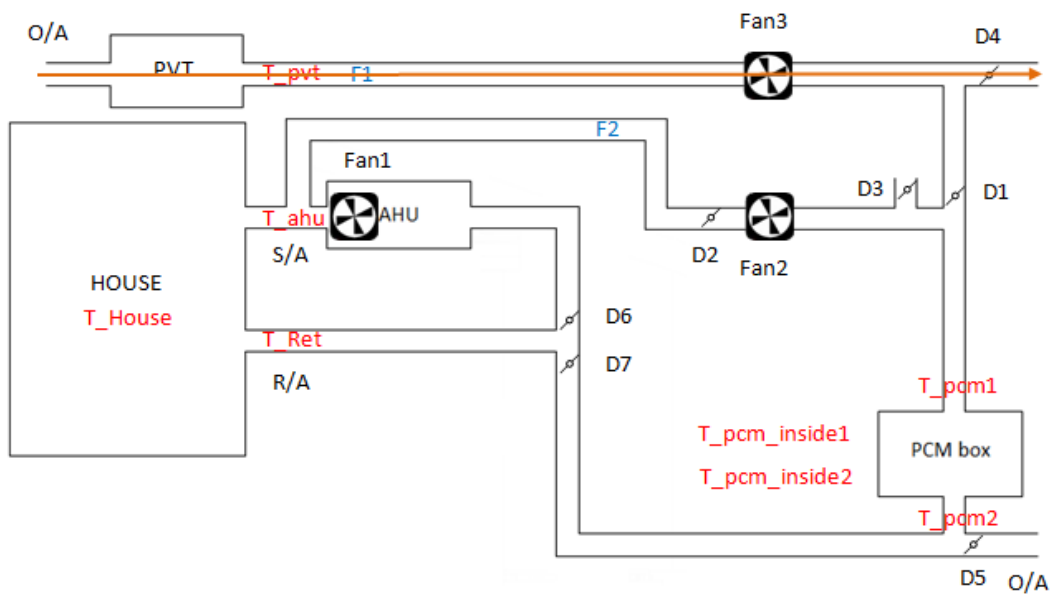 O/A
Fan3
D4
PVT
T_pvt
F1
F2
Fan1
D3
D1
T_ahu
AHU
S/A
D2
Fan2
HOUSE
T_House
T_Ret
D6
R/A
D7
T_pcm1
T_pcm_inside1
PCM box
T_pcm_inside2
T_pcm2
D5
O/A